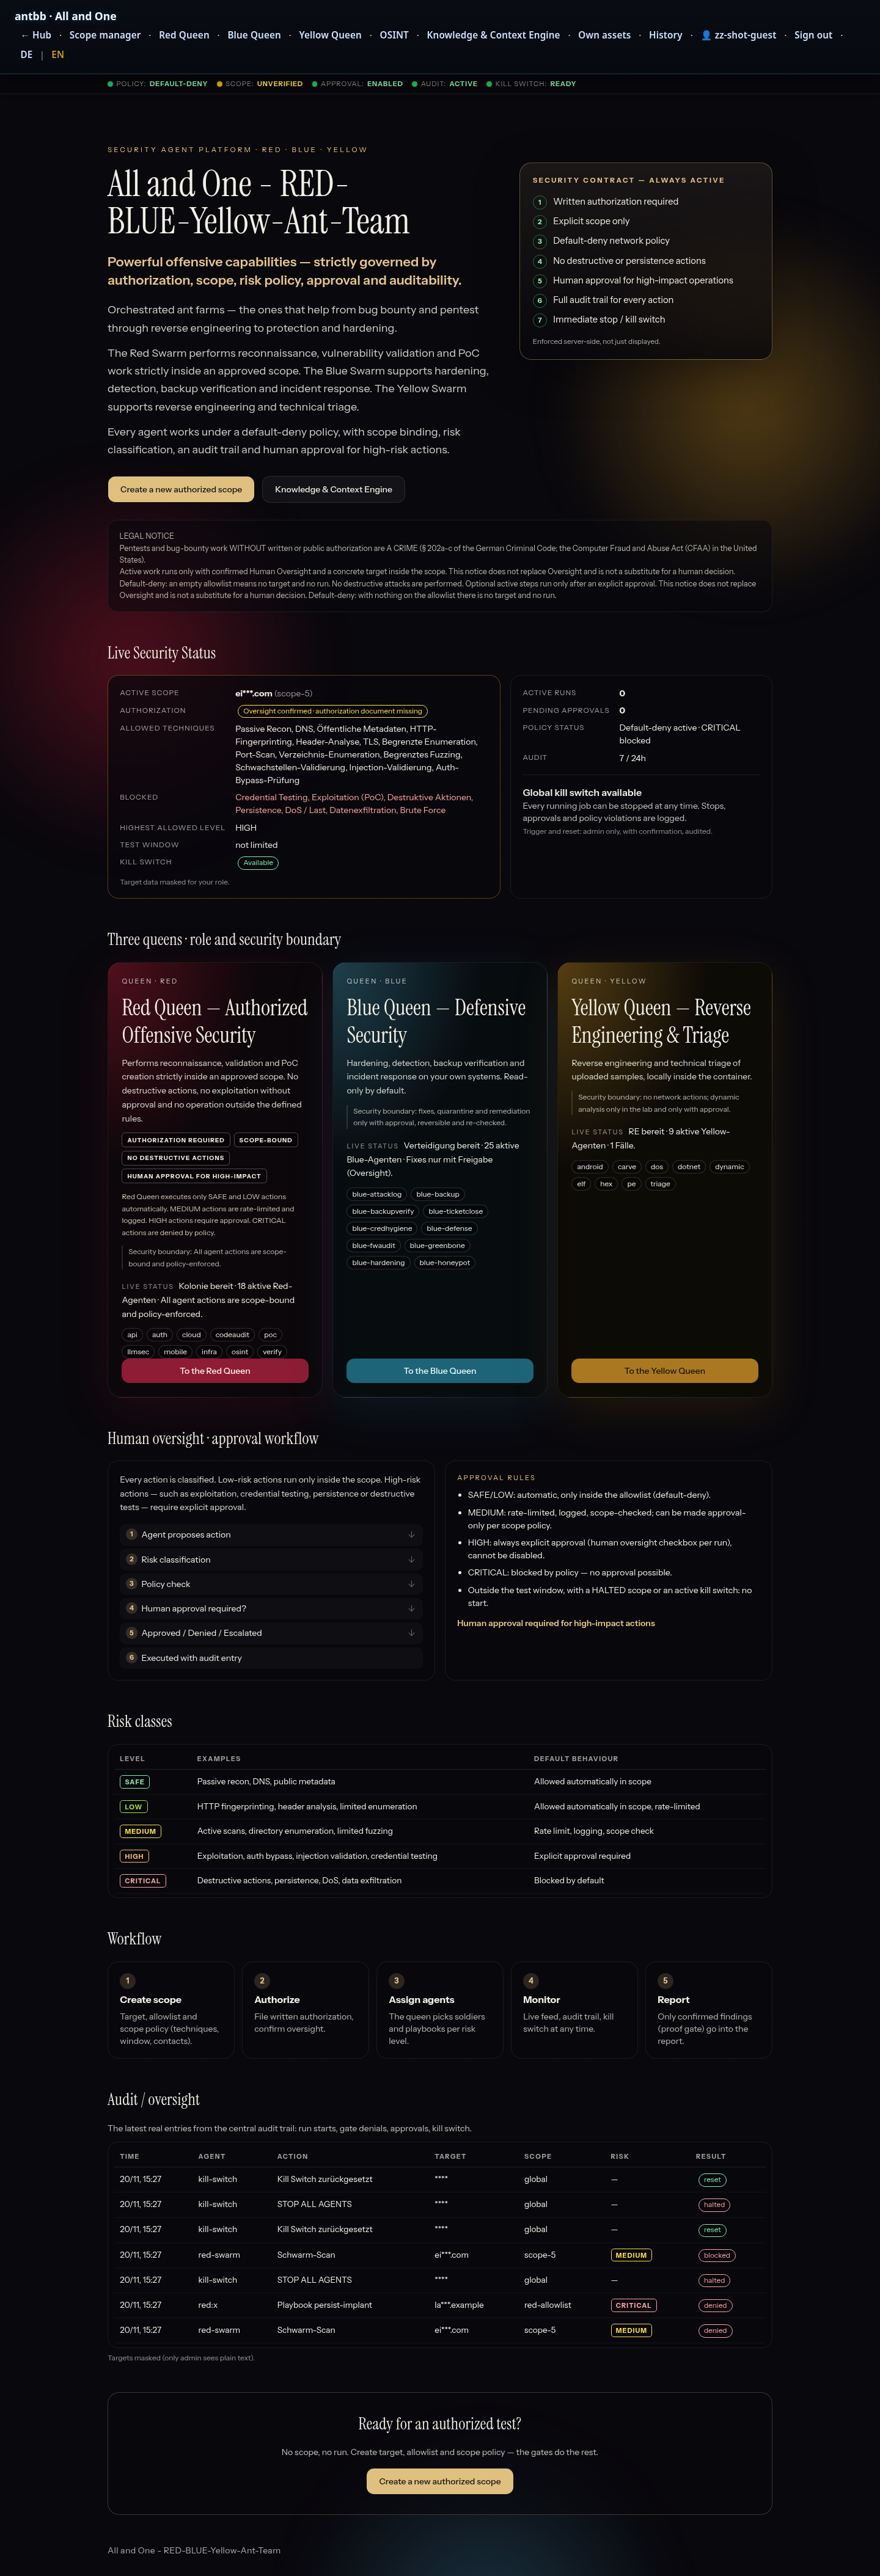 antbb · All and One
← Hub · Scope manager · Red Queen · Blue Queen · Yellow Queen · OSINT · Knowledge & Context Engine · Own assets · History · 👤 zz-shot-guest · Sign out ·
DE | EN
POLICY: DEFAULT-DENY SCOPE: UNVERIFIED APPROVAL: ENABLED AUDIT: ACTIVE KILL SWITCH: READY
SECURITY AGENT PLATFORM · RED · BLUE · YELLOW
All and One – RED-
BLUE-Yellow-Ant-Team
Powerful offensive capabilities — strictly governed by
authorization, scope, risk policy, approval and auditability.
Orchestrated ant farms — the ones that help from bug bounty and pentest
through reverse engineering to protection and hardening.
The Red Swarm performs reconnaissance, vulnerability validation and PoC
work strictly inside an approved scope. The Blue Swarm supports hardening,
detection, backup verification and incident response. The Yellow Swarm
supports reverse engineering and technical triage.
Every agent works under a default-deny policy, with scope binding, risk
classification, an audit trail and human approval for high-risk actions.
Create a new authorized scope
Knowledge & Context Engine
SECURITY CONTRACT — ALWAYS ACTIVE
1 Written authorization required
2 Explicit scope only
3 Default-deny network policy
4 No destructive or persistence actions
5 Human approval for high-impact operations
6 Full audit trail for every action
7 Immediate stop / kill switch
Enforced server-side, not just displayed.
LEGAL NOTICE
Pentests and bug-bounty work WITHOUT written or public authorization are A CRIME (§ 202a–c of the German Criminal Code; the Computer Fraud and Abuse Act (CFAA) in the United
States).
Active work runs only with confirmed Human Oversight and a concrete target inside the scope. This notice does not replace Oversight and is not a substitute for a human decision.
Default-deny: an empty allowlist means no target and no run. No destructive attacks are performed. Optional active steps run only after an explicit approval. This notice does not replace
Oversight and is not a substitute for a human decision. Default-deny: with nothing on the allowlist there is no target and no run.
Live Security Status
ACTIVE SCOPE ei***.com (scope-5)
AUTHORIZATION Oversight confirmed · authorization document missing
ALLOWED TECHNIQUES Passive Recon, DNS, Öffentliche Metadaten, HTTP-
Fingerprinting, Header-Analyse, TLS, Begrenzte Enumeration,
Port-Scan, Verzeichnis-Enumeration, Begrenztes Fuzzing,
Schwachstellen-Validierung, Injection-Validierung, Auth-
Bypass-Prüfung
BLOCKED Credential Testing, Exploitation (PoC), Destruktive Aktionen,
Persistence, DoS / Last, Datenexfiltration, Brute Force
HIGHEST ALLOWED LEVEL HIGH
TEST WINDOW not limited
KILL SWITCH Available
Target data masked for your role.
ACTIVE RUNS 0
PENDING APPROVALS 0
POLICY STATUS Default-deny active · CRITICAL
blocked
AUDIT 7 / 24h
Global kill switch available
Every running job can be stopped at any time. Stops,
approvals and policy violations are logged.
Trigger and reset: admin only, with confirmation, audited.
Three queens · role and security boundary
QUEEN · RED
Red Queen — Authorized
Offensive Security
Performs reconnaissance, validation and PoC
creation strictly inside an approved scope. No
destructive actions, no exploitation without
approval and no operation outside the defined
rules.
AUTHORIZATION REQUIRED SCOPE-BOUND
NO DESTRUCTIVE ACTIONS
HUMAN APPROVAL FOR HIGH-IMPACT
Red Queen executes only SAFE and LOW actions
automatically. MEDIUM actions are rate-limited and
logged. HIGH actions require approval. CRITICAL
actions are denied by policy.
Security boundary: All agent actions are scope-
bound and policy-enforced.
LIVE STATUS Kolonie bereit · 18 aktive Red-
Agenten · All agent actions are scope-bound
and policy-enforced.
api auth cloud codeaudit poc
llmsec mobile infra osint verify
To the Red Queen
QUEEN · BLUE
Blue Queen — Defensive
Security
Hardening, detection, backup verification and
incident response on your own systems. Read-
only by default.
Security boundary: fixes, quarantine and remediation
only with approval, reversible and re-checked.
LIVE STATUS Verteidigung bereit · 25 aktive
Blue-Agenten · Fixes nur mit Freigabe
(Oversight).
blue-attacklog blue-backup
blue-backupverify blue-ticketclose
blue-credhygiene blue-defense
blue-fwaudit blue-greenbone
blue-hardening blue-honeypot
To the Blue Queen
QUEEN · YELLOW
Yellow Queen — Reverse
Engineering & Triage
Reverse engineering and technical triage of
uploaded samples, locally inside the container.
Security boundary: no network actions; dynamic
analysis only in the lab and only with approval.
LIVE STATUS RE bereit · 9 aktive Yellow-
Agenten · 1 Fälle.
android carve dos dotnet dynamic
elf hex pe triage
To the Yellow Queen
Human oversight · approval workflow
Every action is classified. Low-risk actions run only inside the scope. High-risk
actions — such as exploitation, credential testing, persistence or destructive
tests — require explicit approval.
1 Agent proposes action ↓
2 Risk classification ↓
3 Policy check ↓
4 Human approval required? ↓
5 Approved / Denied / Escalated ↓
6 Executed with audit entry
APPROVAL RULES
• SAFE/LOW: automatic, only inside the allowlist (default-deny).
• MEDIUM: rate-limited, logged, scope-checked; can be made approval-
only per scope policy.
• HIGH: always explicit approval (human oversight checkbox per run),
cannot be disabled.
• CRITICAL: blocked by policy — no approval possible.
• Outside the test window, with a HALTED scope or an active kill switch: no
start.
Human approval required for high-impact actions
Risk classes
LEVEL EXAMPLES DEFAULT BEHAVIOUR
SAFE Passive recon, DNS, public metadata Allowed automatically in scope
LOW HTTP fingerprinting, header analysis, limited enumeration Allowed automatically in scope, rate-limited
MEDIUM Active scans, directory enumeration, limited fuzzing Rate limit, logging, scope check
HIGH Exploitation, auth bypass, injection validation, credential testing Explicit approval required
CRITICAL Destructive actions, persistence, DoS, data exfiltration Blocked by default
Workflow
1
Create scope
Target, allowlist and
scope policy (techniques,
window, contacts).
2
Authorize
File written authorization,
confirm oversight.
3
Assign agents
The queen picks soldiers
and playbooks per risk
level.
4
Monitor
Live feed, audit trail, kill
switch at any time.
5
Report
Only confirmed findings
(proof gate) go into the
report.
Audit / oversight
The latest real entries from the central audit trail: run starts, gate denials, approvals, kill switch.
TIME AGENT ACTION TARGET SCOPE RISK RESULT
20/11, 15:27 kill-switch Kill Switch zurückgesetzt **** global — reset
20/11, 15:27 kill-switch STOP ALL AGENTS **** global — halted
20/11, 15:27 kill-switch Kill Switch zurückgesetzt **** global — reset
20/11, 15:27 red-swarm Schwarm-Scan ei***.com scope-5 MEDIUM blocked
20/11, 15:27 kill-switch STOP ALL AGENTS **** global — halted
20/11, 15:27 red:x Playbook persist-implant la***.example red-allowlist CRITICAL denied
20/11, 15:27 red-swarm Schwarm-Scan ei***.com scope-5 MEDIUM denied
Targets masked (only admin sees plain text).
Ready for an authorized test?
No scope, no run. Create target, allowlist and scope policy — the gates do the rest.
Create a new authorized scope
All and One – RED-BLUE-Yellow-Ant-Team